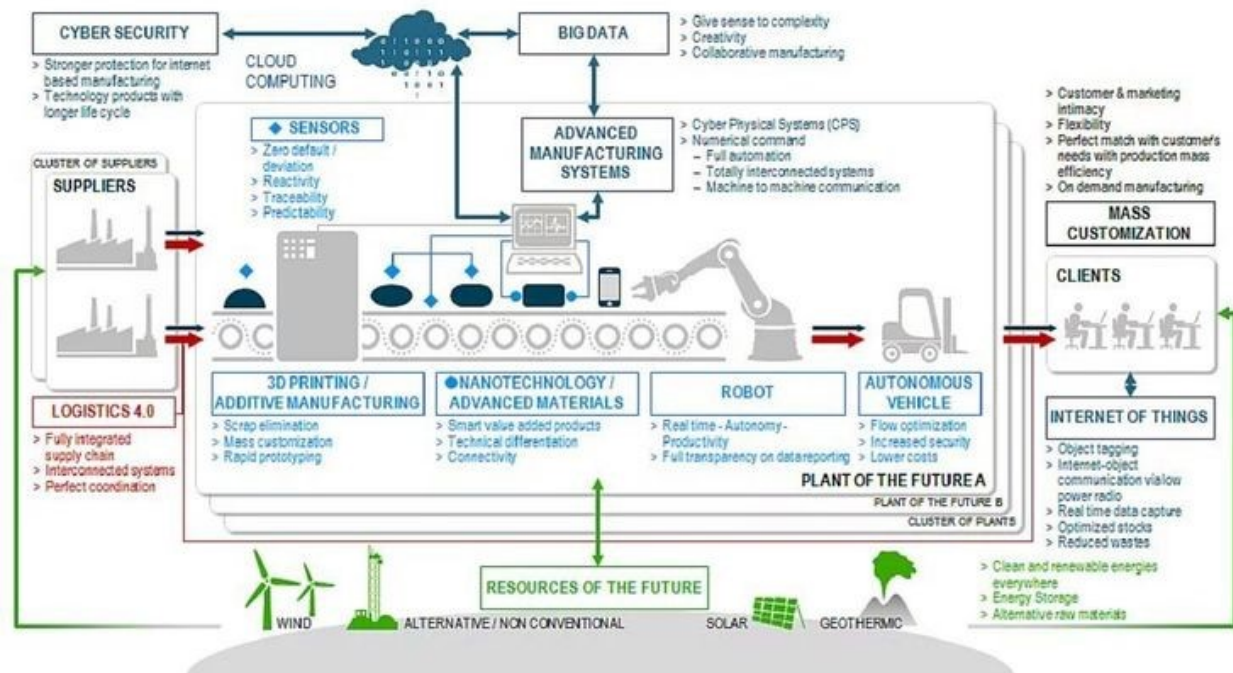 CYBER SECURITY
> Stronger protection for internet
based manufacturing
> Technology products with
longer life cycle
CLOUD
COMPUTING
BIG DATA
> Give sense to complexity
> Creativity
> Collaborative manufacturing
SENSORS
> Zero default /
deviation
> Reactivity
> Traceability
> Predictability
ADVANCED
MANUFACTURING
SYSTEMS
> Cyber Physical Systems (CPS)
> Numerical command
– Full automation
– Totally interconnected systems
– Machine to machine communication
> Customer & marketing
intimacy
> Flexibility
> Perfect match with customer's
needs with production mass
efficiency
> On demand manufacturing
MASS
CUSTOMIZATION
CLUSTER OF SUPPLIERS
SUPPLIERS
CLIENTS
LOGISTICS 4.0
> Fully integrated
supply chain
> Interconnected systems
> Perfect coordination
3D PRINTING /
ADDITIVE MANUFACTURING
> Scrap elimination
> Mass customization
> Rapid prototyping
NANOTECHNOLOGY /
ADVANCED MATERIALS
> Smart value added products
> Technical differentiation
> Connectivity
ROBOT
> Real time - Autonomy -
Productivity
> Full transparency on data reporting
AUTONOMOUS
VEHICLE
> Flow optimization
> Increased security
> Lower costs
INTERNET OF THINGS
> Object tagging
> Internet-object
communication via low
power radio
> Real time data capture
> Optimized stocks
> Reduced wastes
PLANT OF THE FUTURE A
PLANT OF THE FUTURE B
CLUSTER OF PLANTS
RESOURCES OF THE FUTURE
> Clean and renewable energies
everywhere
> Energy Storage
> Alternative raw materials
WIND
ALTERNATIVE / NON CONVENTIONAL
SOLAR
GEOTHERMIC